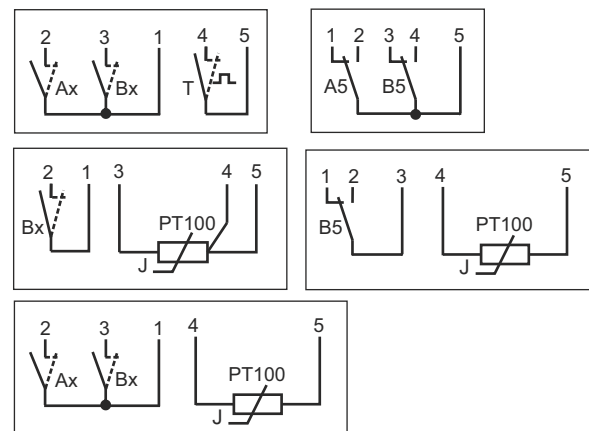 2 3 1 4 5
Ax Bx T
1 2 3 4 5
A5 B5
2 1 3 4 5
Bx PT100
J
1 2 3 4 5
B5 PT100
J
2 3 1 4 5
Ax Bx PT100
J